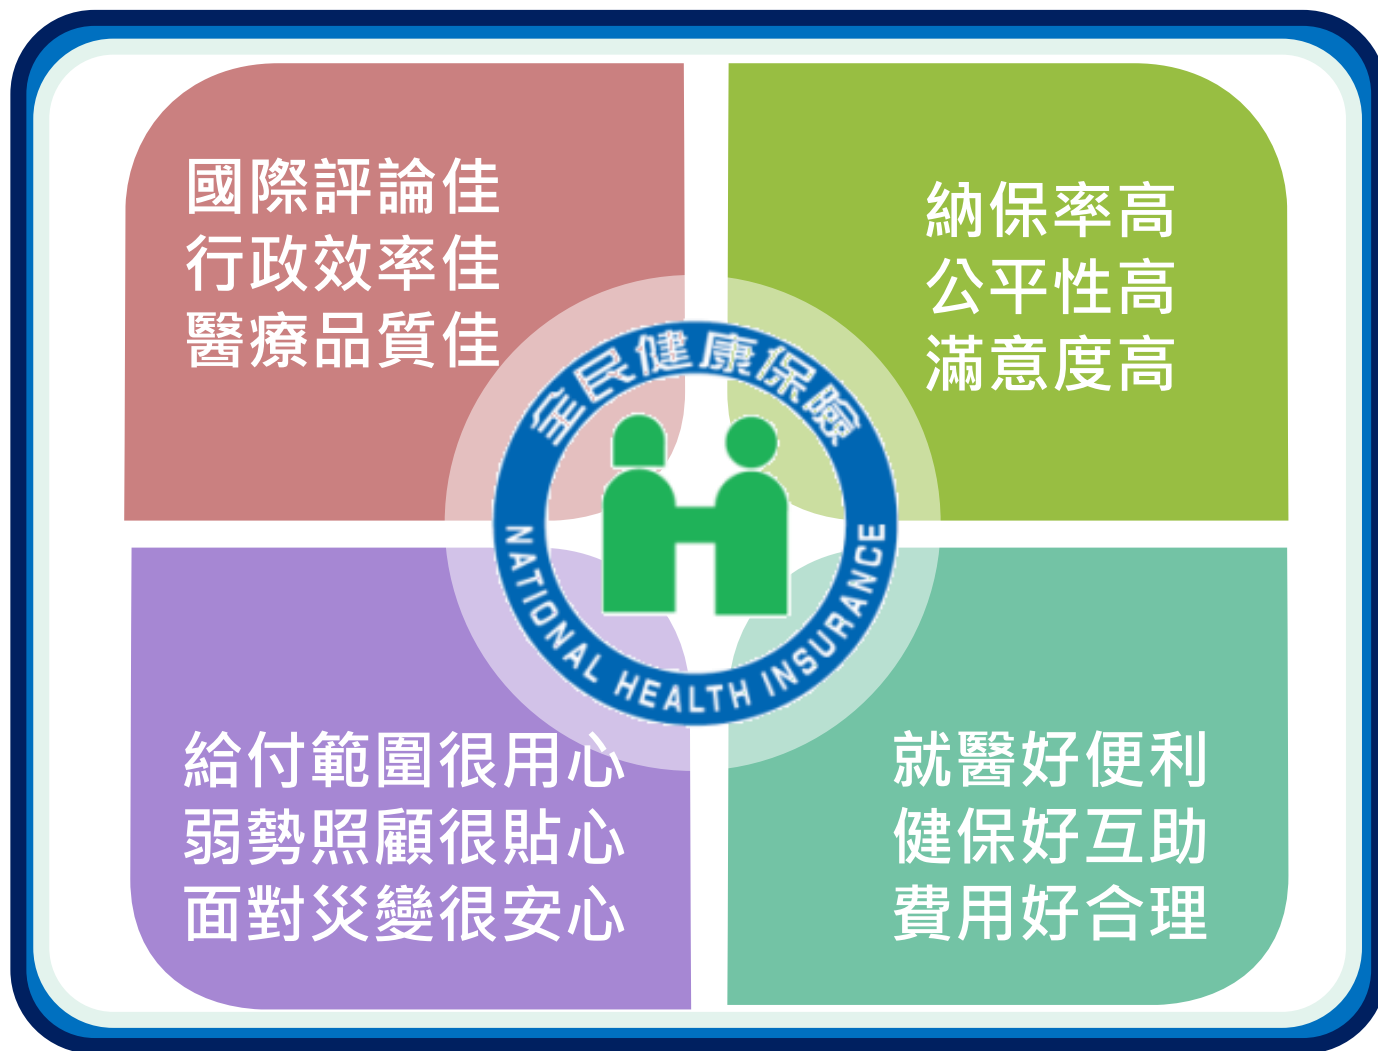 國際評論佳
行政效率佳
醫療品質佳
納保率高
公平性高
滿意度高
全民健康保險
NATIONAL HEALTH INSURANCE
給付範圍很用心
弱勢照顧很貼心
面對災變很安心
就醫好便利
健保好互助
費用好合理